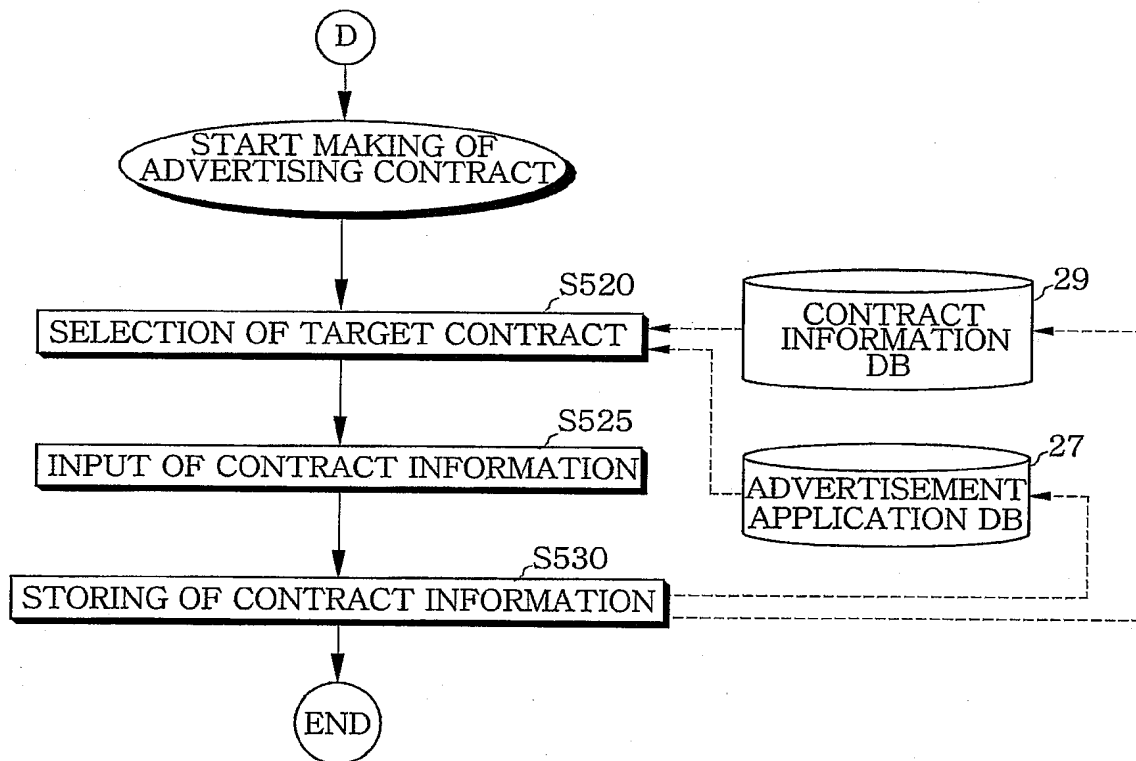 D
START MAKING OF
ADVERTISING CONTRACT
S520
SELECTION OF TARGET CONTRACT
29
CONTRACT
INFORMATION
DB
S525
INPUT OF CONTRACT INFORMATION
27
ADVERTISEMENT
APPLICATION DB
S530
STORING OF CONTRACT INFORMATION
END